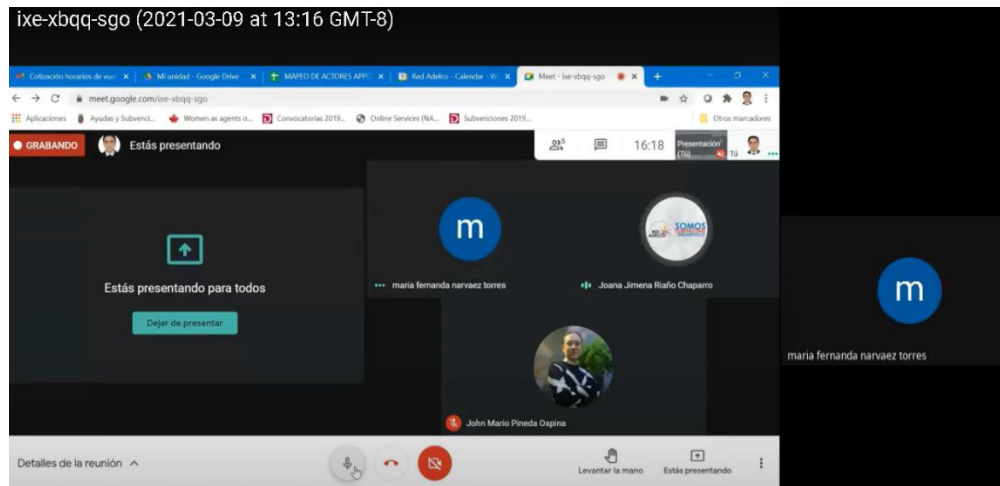 ixe-xbqq-sgo (2021-03-09 at 13:16 GMT-8)
Cotización horarios de vue
Mi unidad - Google Drive
MAPEO DE ACTORES APP
Red Adelco - Calendar - W
Meet - ixe-xbqq-sgo
meet.google.com/ixe-xbqq-sgo
Aplicaciones
Ayudas y Subvenci...
Women as agents o...
Convocatorias 2019...
Online Services (NA...
Subvenciones 2019...
Otros marcadores
GRABANDO
Estás presentando
5
16:18
Presentación
(Tú)
Tú
m
SOMOS
Estás presentando para todos
maria fernanda narvaez torres
Joana Jimena Riaño Chaparro
m
Dejar de presentar
maria fernanda narvaez torres
John Mario Pineda Ospina
Detalles de la reunión
Levantar la mano
Estás presentando